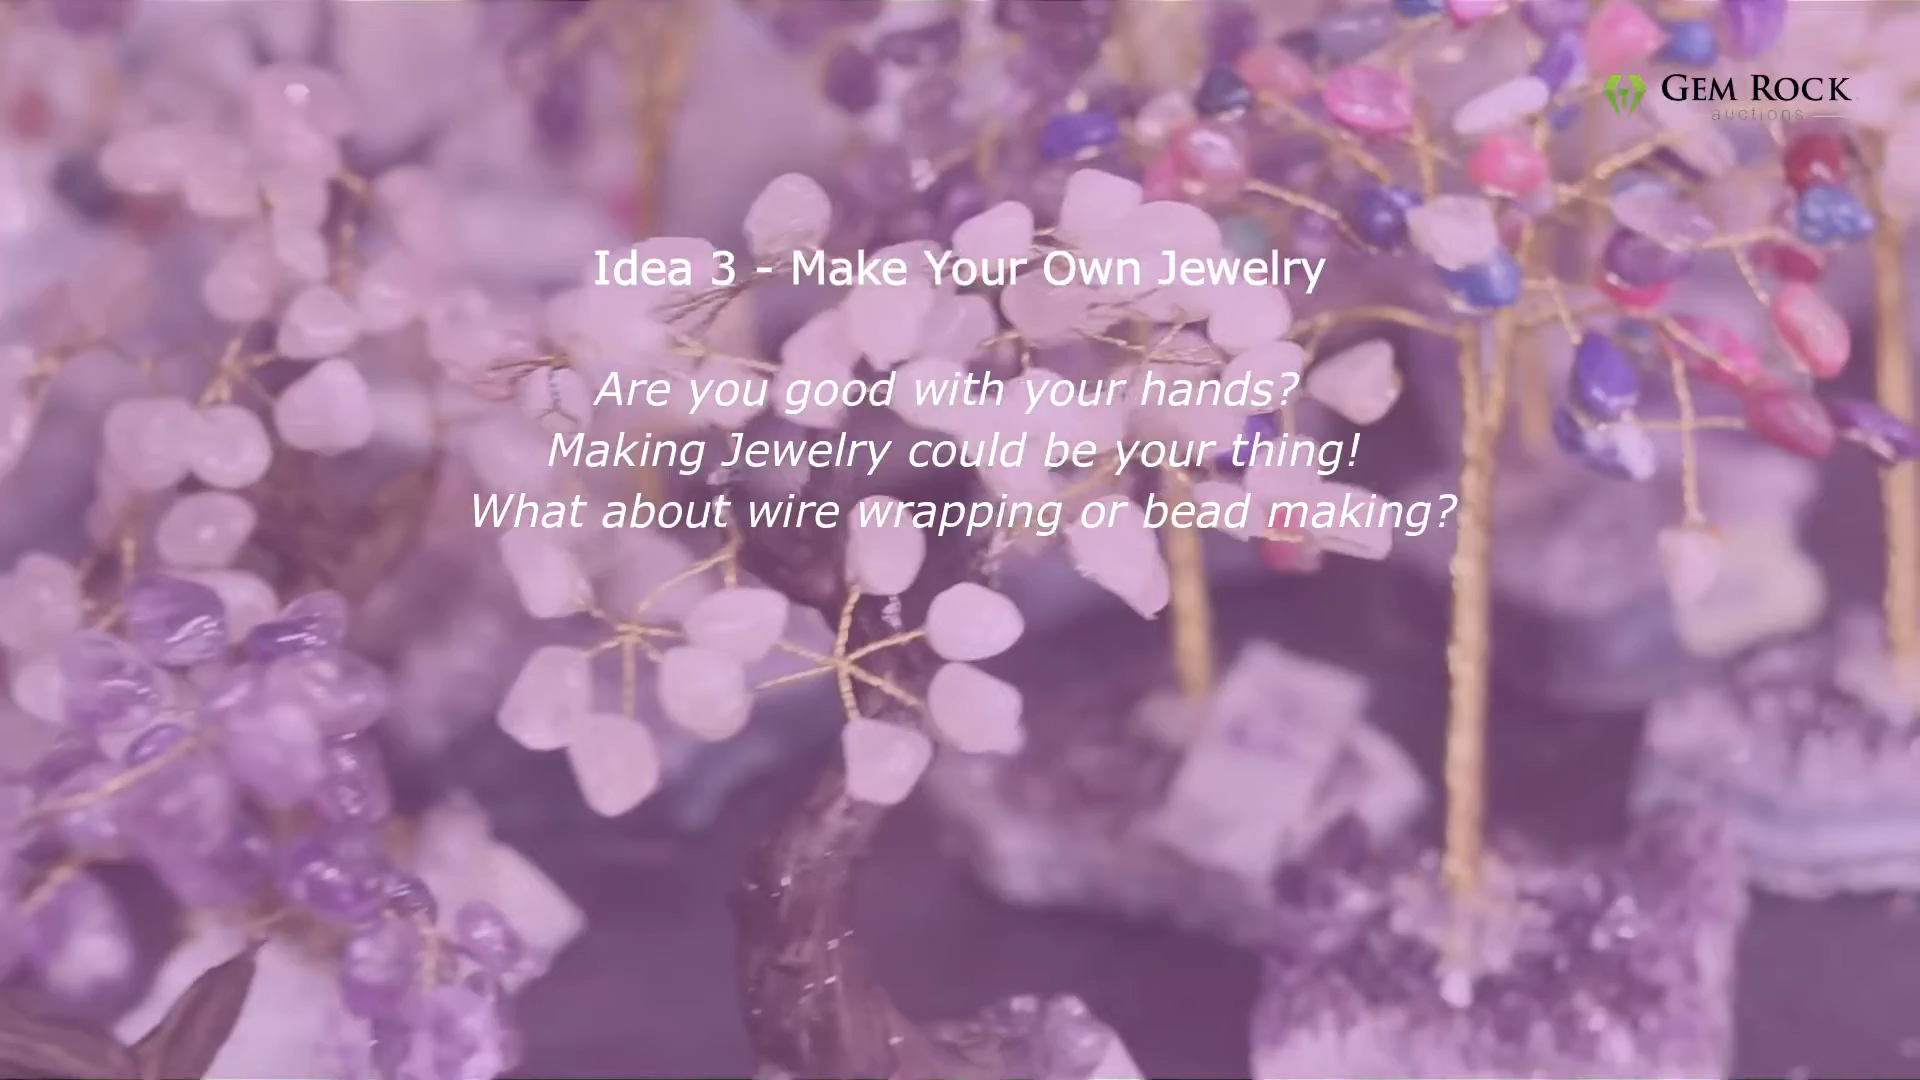 GEM ROCK
auctions
Idea 3 - Make Your Own Jewelry
Are you good with your hands?
Making Jewelry could be your thing!
What about wire wrapping or bead making?